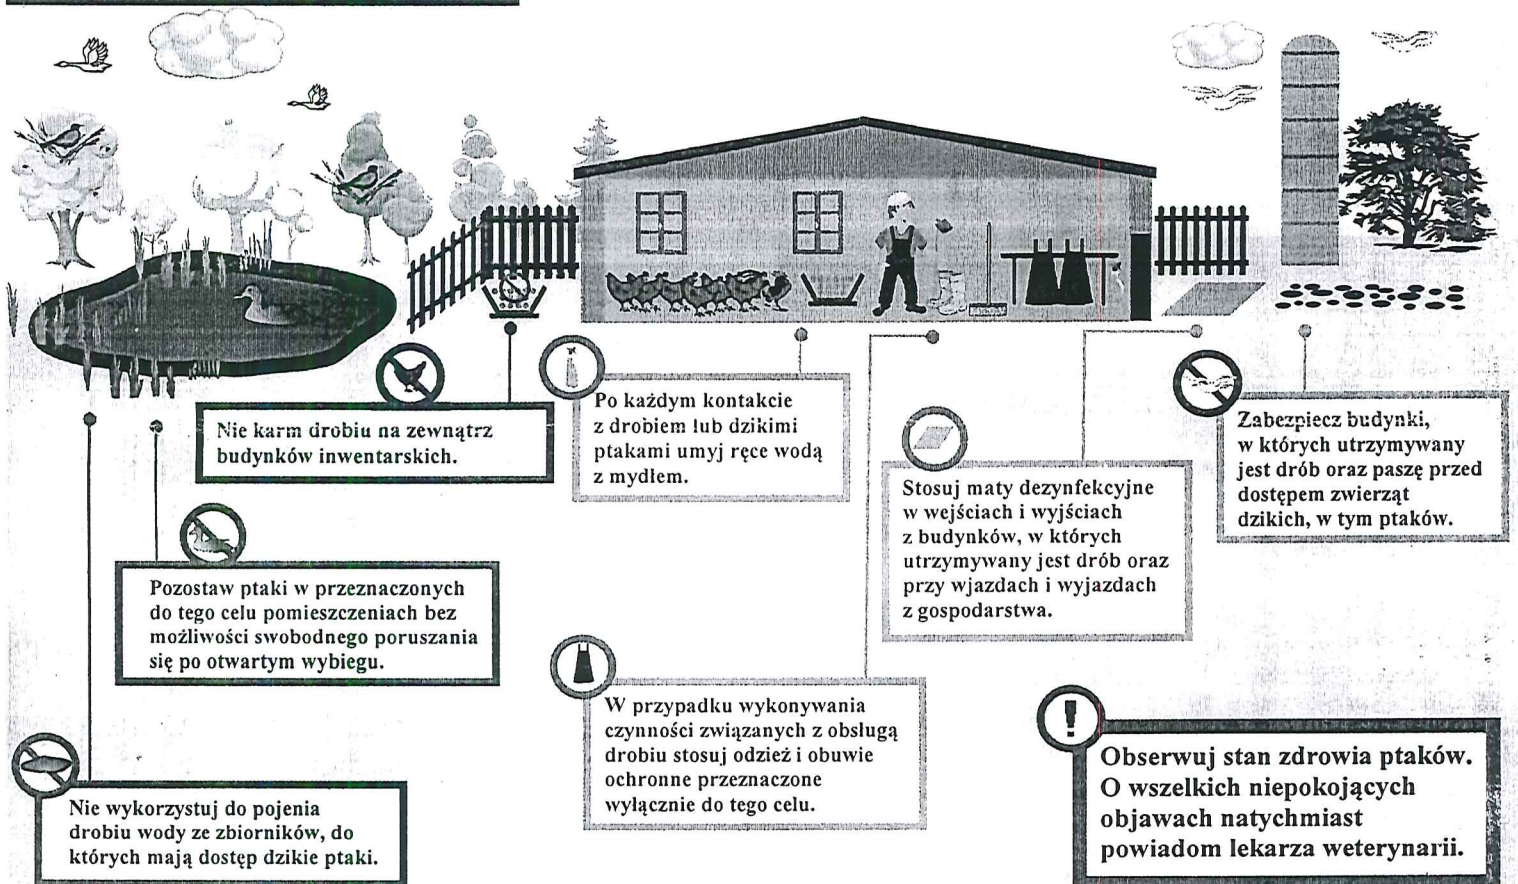 Nie karm drobiu na zewnątrz
budynków inwentarskich.
Po każdym kontakcie
z drobiem lub dzikimi
ptakami umyj ręce wodą
z mydłem.
Stosuj maty dezynfekcyjne
w wejściach i wyjściach
z budynków, w których
utrzymywany jest drób oraz
przy wjazdach i wyjazdach
z gospodarstwa.
Zabezpiecz budynki,
w których utrzymywany
jest drób oraz paszę przed
dostępem zwierząt
dzikich, w tym ptaków.
Pozostaw ptaki w przeznaczonych
do tego celu pomieszczeniach bez
możliwości swobodnego poruszania
się po otwartym wybiegu.
W przypadku wykonywania
czynności związanych z obsługą
drobiu stosuj odzież i obuwie
ochronne przeznaczone
wyłącznie do tego celu.
Nie wykorzystuj do pojenia
drobiu wody ze zbiorników, do
których mają dostęp dzikie ptaki.
Obserwuj stan zdrowia ptaków.
O wszelkich niepokojących
objawach natychmiast
powiadom lekarza weterynarii.